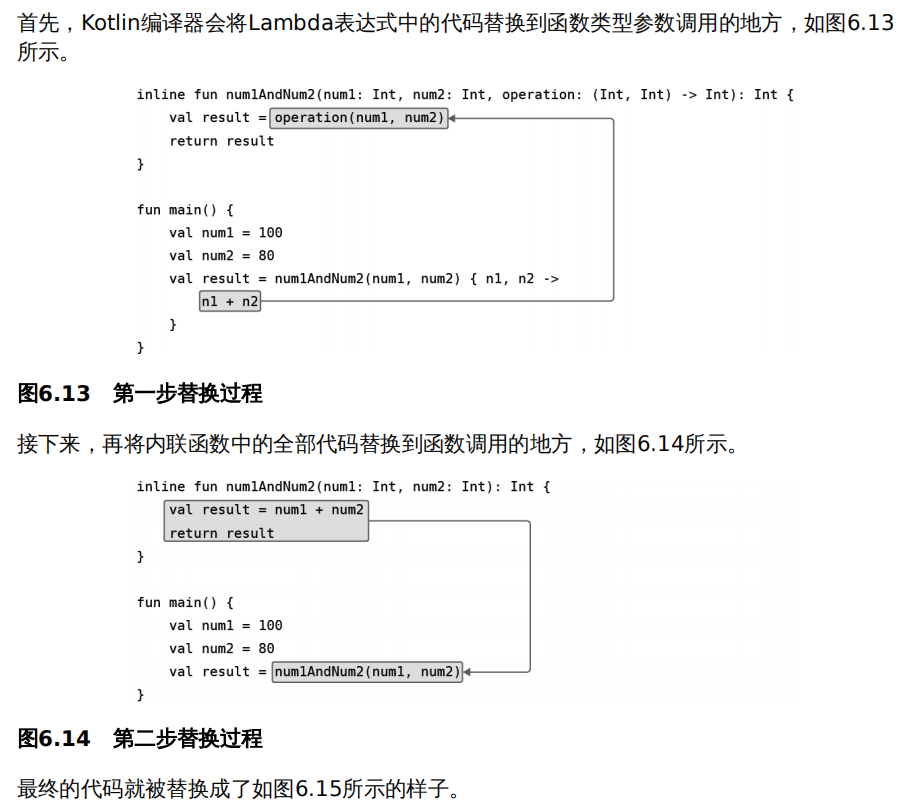 首先，Kotlin编译器会将Lambda表达式中的代码替换到函数类型参数调用的地方，如图6.13
所示。
inline fun num1AndNum2(num1: Int, num2: Int, operation: (Int, Int) -> Int): Int {
    val result = operation(num1, num2)
    return result
}
fun main() {
    val num1 = 100
    val num2 = 80
    val result = num1AndNum2(num1, num2) { n1, n2 ->
        n1 + n2
    }
}
图6.13　第一步替换过程
接下来，再将内联函数中的全部代码替换到函数调用的地方，如图6.14所示。
inline fun num1AndNum2(num1: Int, num2: Int): Int {
    val result = num1 + num2
    return result
}
fun main() {
    val num1 = 100
    val num2 = 80
    val result = num1AndNum2(num1, num2)
}
图6.14　第二步替换过程
最终的代码就被替换成了如图6.15所示的样子。